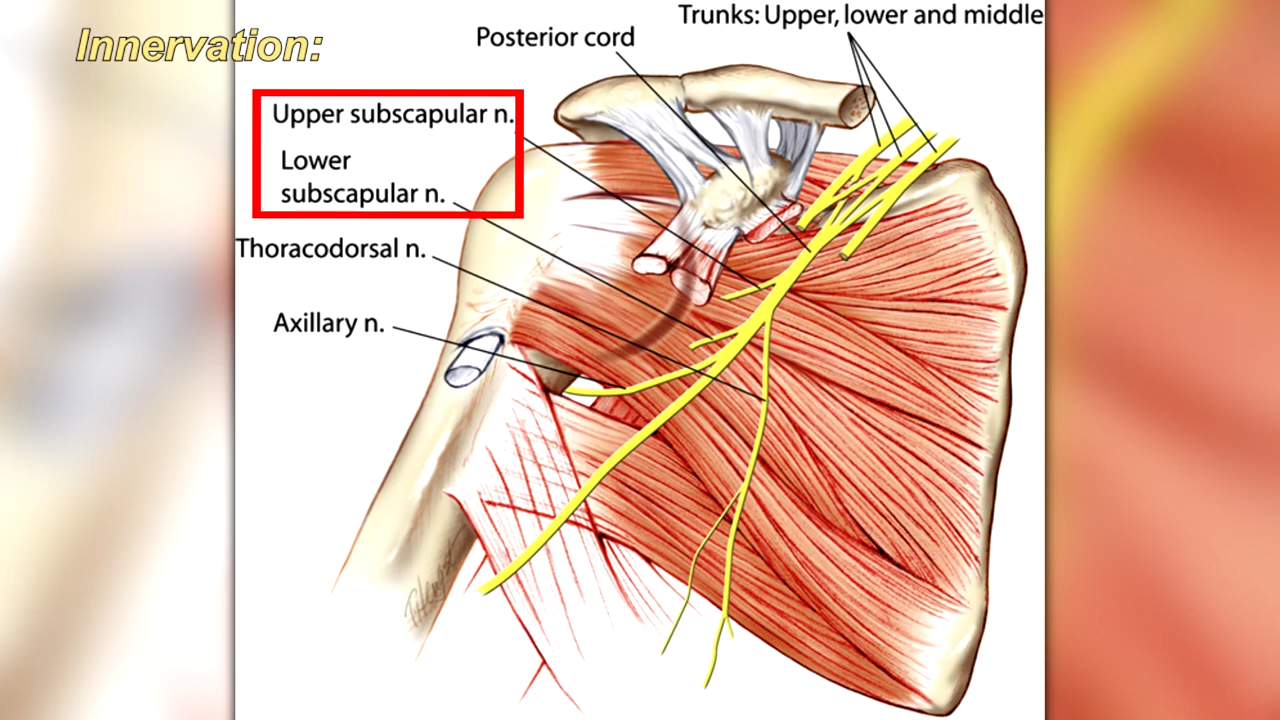 Innervation:
Trunks: Upper, lower and middle
Posterior cord
Upper subscapular n.
Lower
subscapular n.
Thoracodorsal n.
Axillary n.